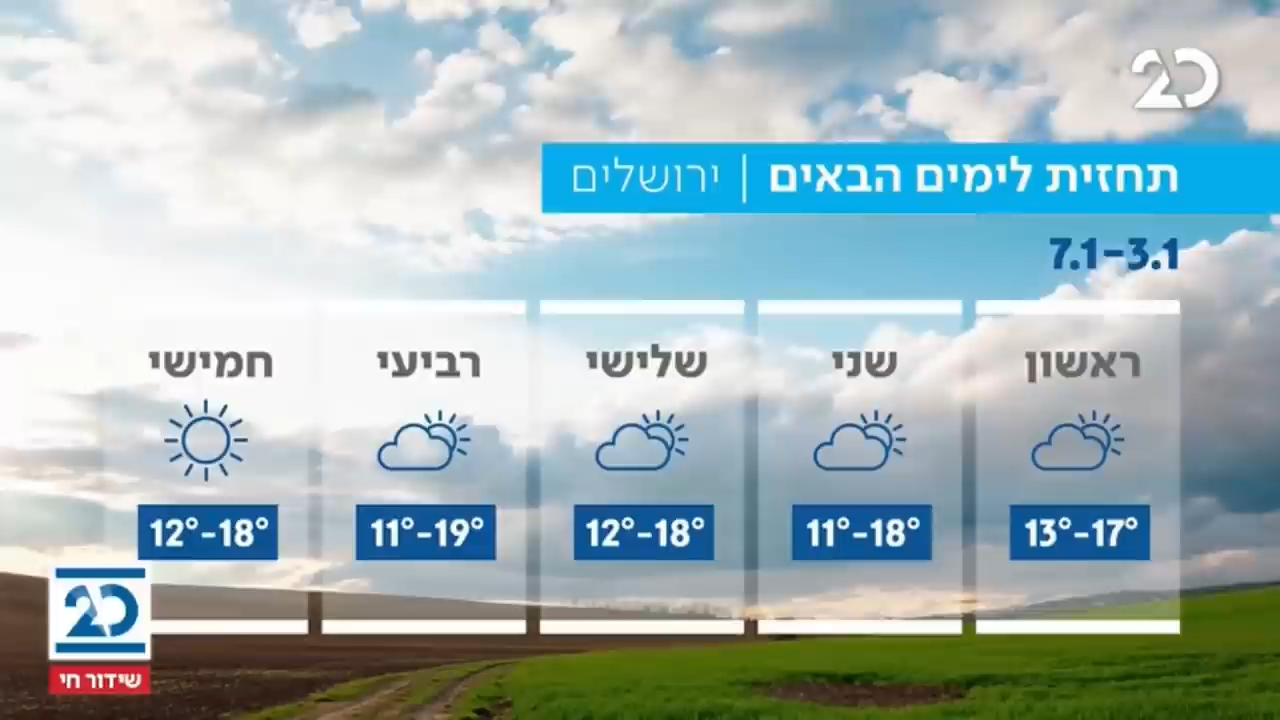 20
תחזית לימים הבאים | ירושלים
7.1-3.1
ראשון שני שלישי רביעי חמישי
13°-17° 11°-18° 12°-18° 11°-19° 12°-18°
20
שידור חי